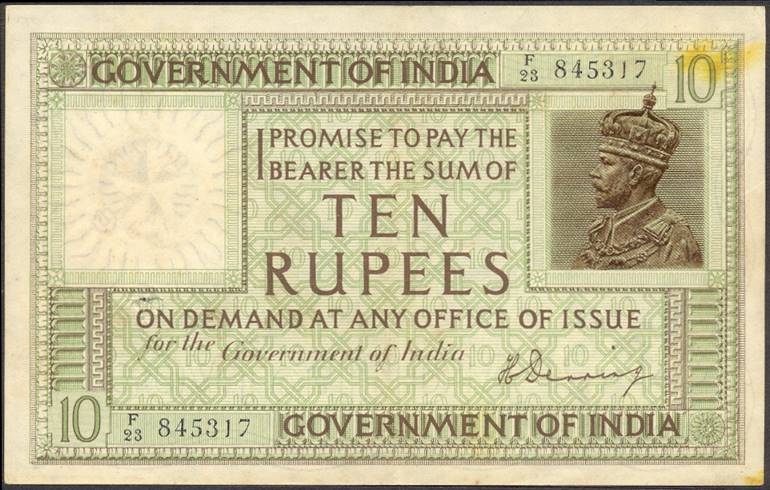 GOVERNMENT OF INDIA F/23 845317 10
I PROMISE TO PAY THE
BEARER THE SUM OF
TEN
RUPEES
ON DEMAND AT ANY OFFICE OF ISSUE
for the Government of India
H Denning
10 F/23 845317 GOVERNMENT OF INDIA